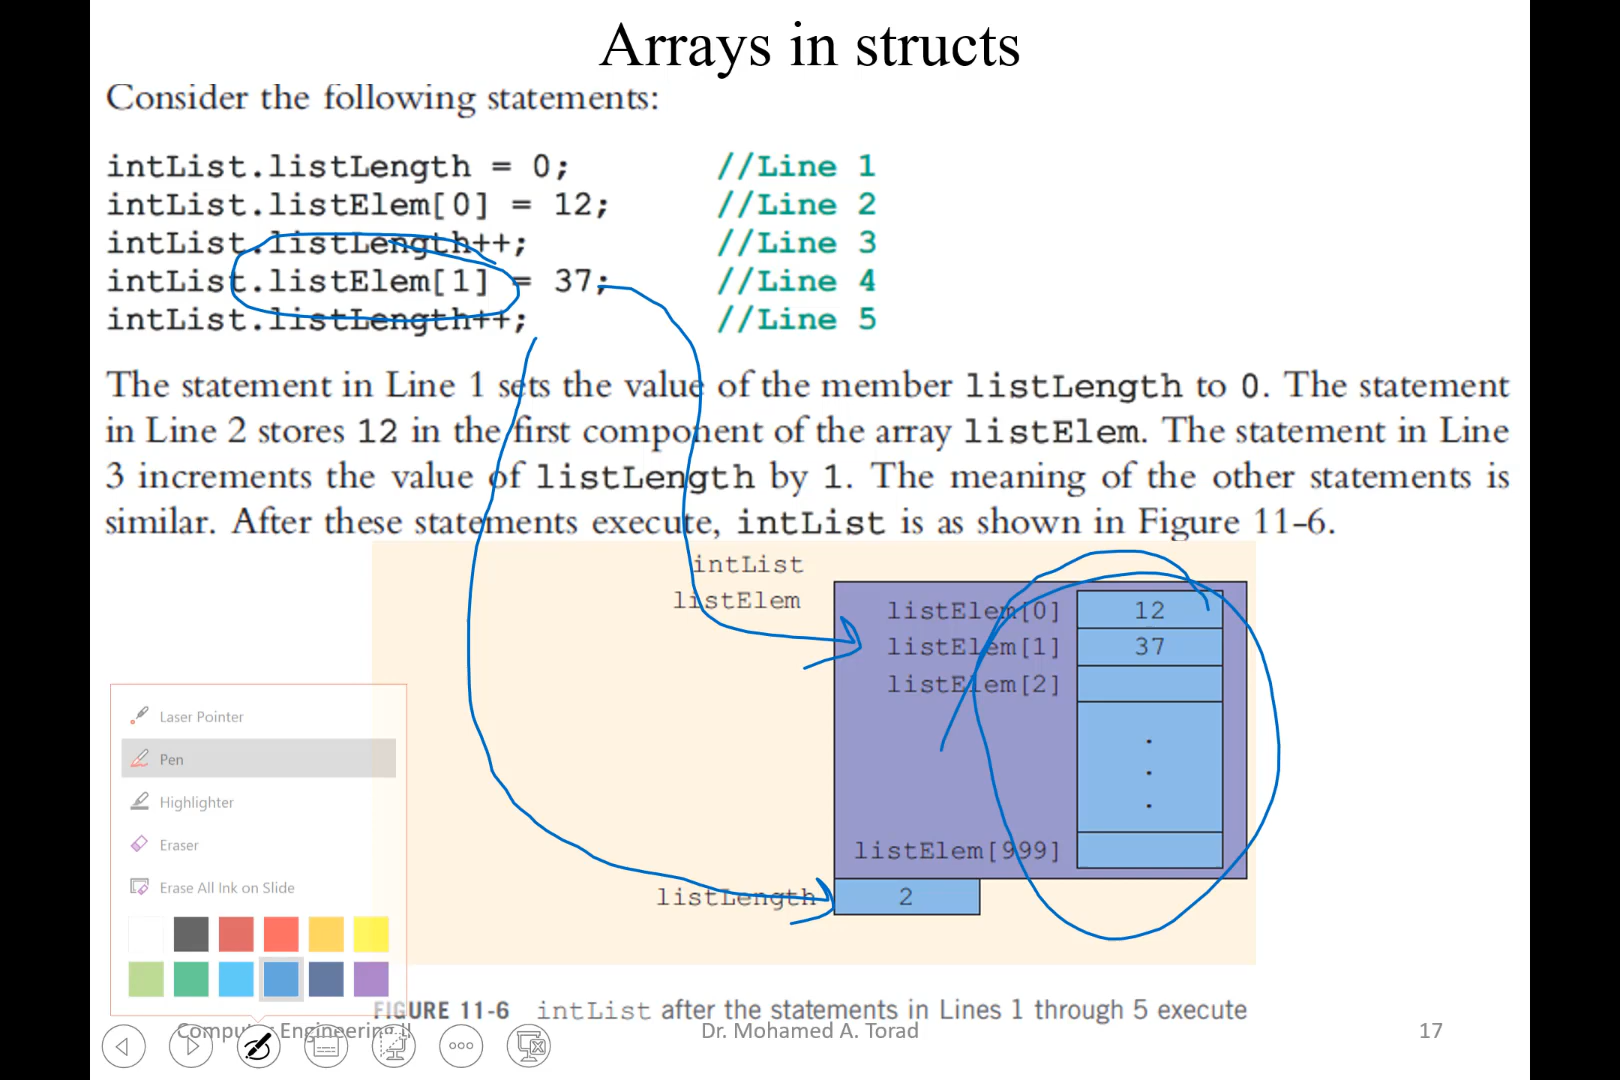 Arrays in structs
Consider the following statements:
intList.listLength = 0; //Line 1
intList.listElem[0] = 12; //Line 2
intList.listLength++; //Line 3
intList.listElem[1] = 37; //Line 4
intList.listLength++; //Line 5
The statement in Line 1 sets the value of the member listLength to 0. The statement
in Line 2 stores 12 in the first component of the array listElem. The statement in Line
3 increments the value of listLength by 1. The meaning of the other statements is
similar. After these statements execute, intList is as shown in Figure 11-6.
intList
listElem
listElem[0] 12
listElem[1] 37
listElem[2]
.
.
.
listElem[999]
listLength 2
Laser Pointer
Pen
Highlighter
Eraser
Erase All Ink on Slide
FIGURE 11-6 intList after the statements in Lines 1 through 5 execute
Computer Engineering II Dr. Mohamed A. Torad 17